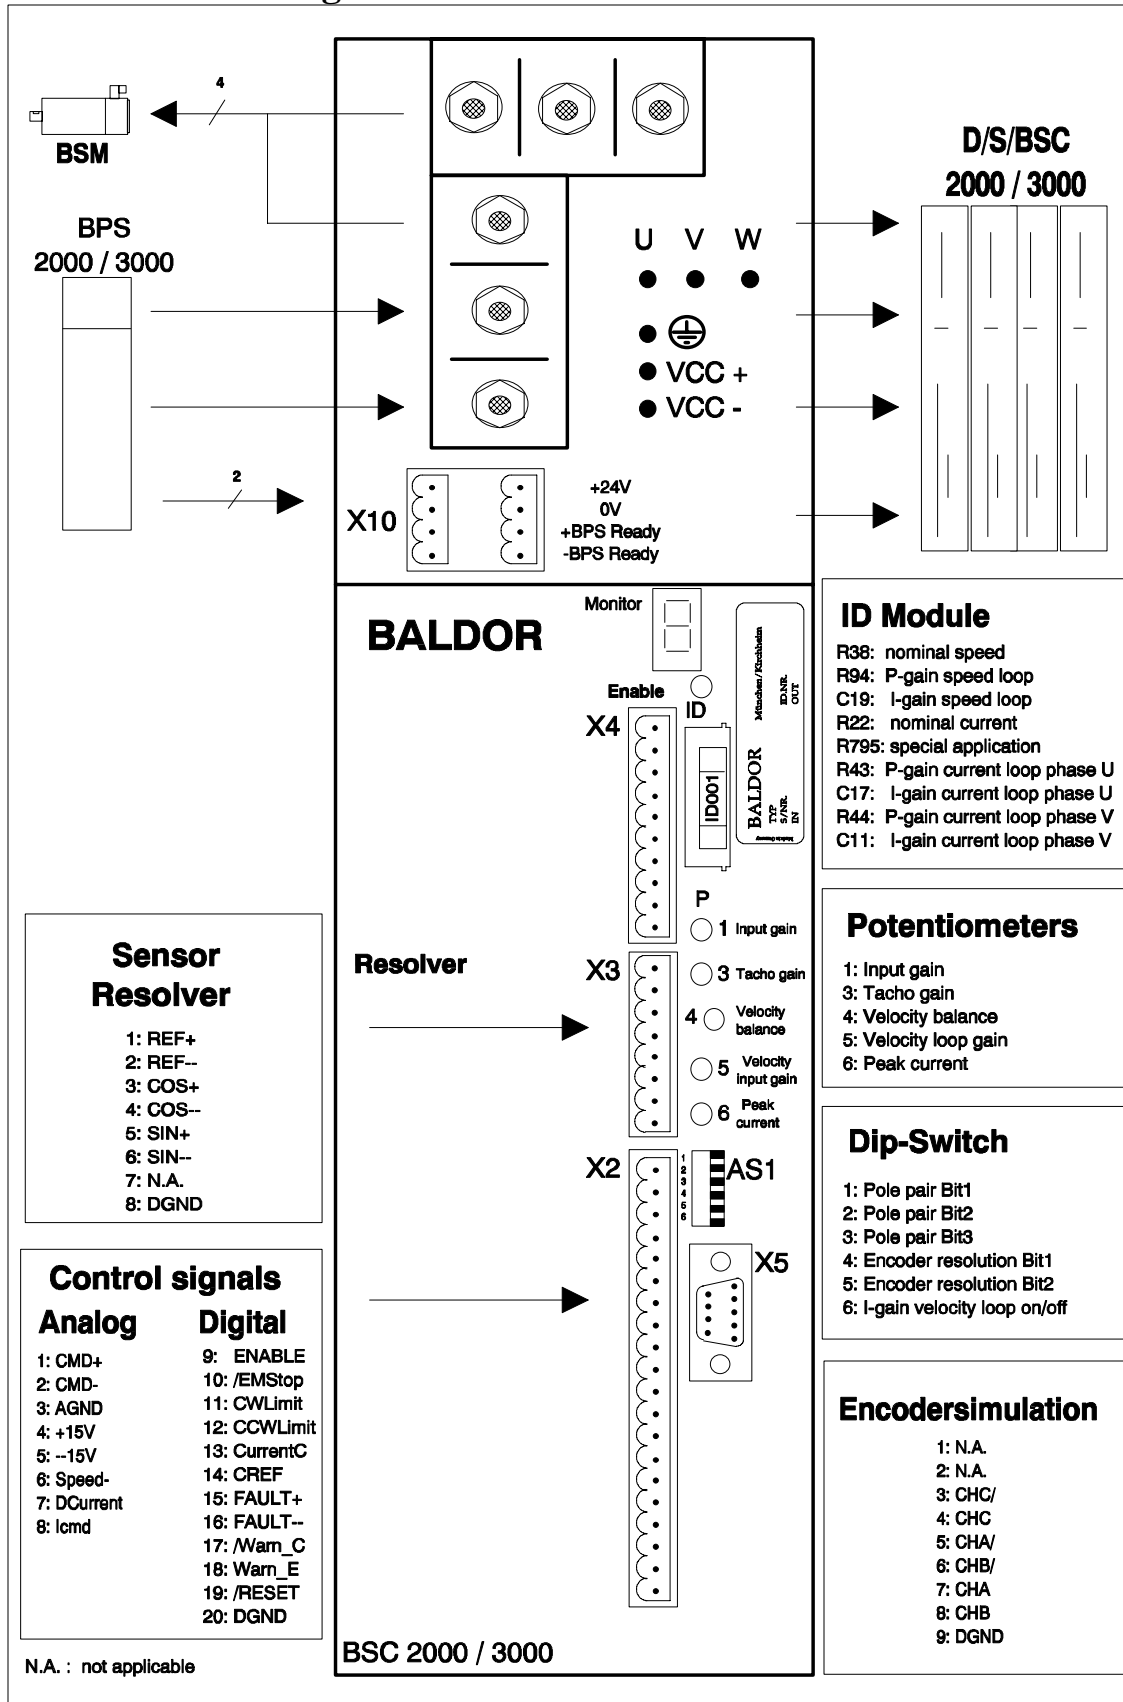 g
4
BSM
BPS
2000 / 3000
2
D/S/BSC
2000 / 3000
U V W
VCC +
VCC -
X10
+24V
0V
+BPS Ready
-BPS Ready
BALDOR
Monitor
Enable
X4
ID
ID001
München/Kirchheim
ID.NR.
OUT
BALDOR
TYP
S/NR.
IN
P
1 Input gain
Resolver
X3
3 Tacho gain
4 Velocity
balance
5 Velocity
input gain
6 Peak
current
X2
1
2
3
4
5
6
AS1
X5
BSC 2000 / 3000
ID Module
R38: nominal speed
R94: P-gain speed loop
C19: I-gain speed loop
R22: nominal current
R795: special application
R43: P-gain current loop phase U
C17: I-gain current loop phase U
R44: P-gain current loop phase V
C11: I-gain current loop phase V
Potentiometers
1: Input gain
3: Tacho gain
4: Velocity balance
5: Velocity loop gain
6: Peak current
Dip-Switch
1: Pole pair Bit1
2: Pole pair Bit2
3: Pole pair Bit3
4: Encoder resolution Bit1
5: Encoder resolution Bit2
6: I-gain velocity loop on/off
Encodersimulation
1: N.A.
2: N.A.
3: CHC/
4: CHC
5: CHA/
6: CHB/
7: CHA
8: CHB
9: DGND
Sensor
Resolver
1: REF+
2: REF--
3: COS+
4: COS--
5: SIN+
6: SIN--
7: N.A.
8: DGND
Control signals
Analog
1: CMD+
2: CMD-
3: AGND
4: +15V
5: --15V
6: Speed-
7: DCurrent
8: Icmd
Digital
9: ENABLE
10: /EMStop
11: CWLimit
12: CCWLimit
13: CurrentC
14: CREF
15: FAULT+
16: FAULT--
17: /Warn_C
18: Warn_E
19: /RESET
20: DGND
N.A. : not applicable